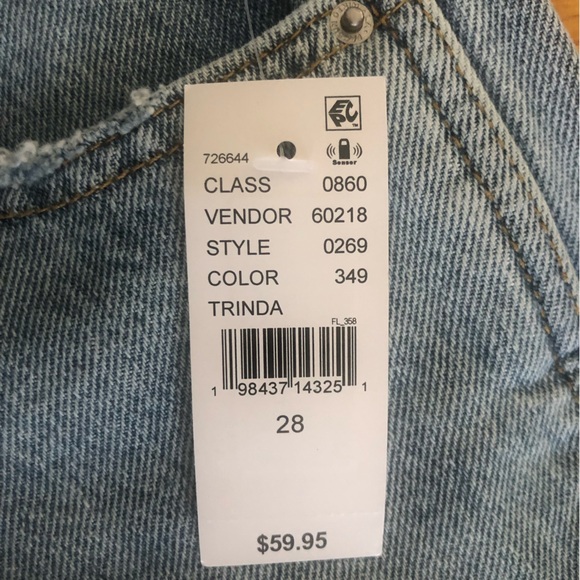 EPC™
726644
Sensor
CLASS 0860
VENDOR 60218
STYLE 0269
COLOR 349
TRINDA
FL_358
1 98437 14325 1
28
$59.95